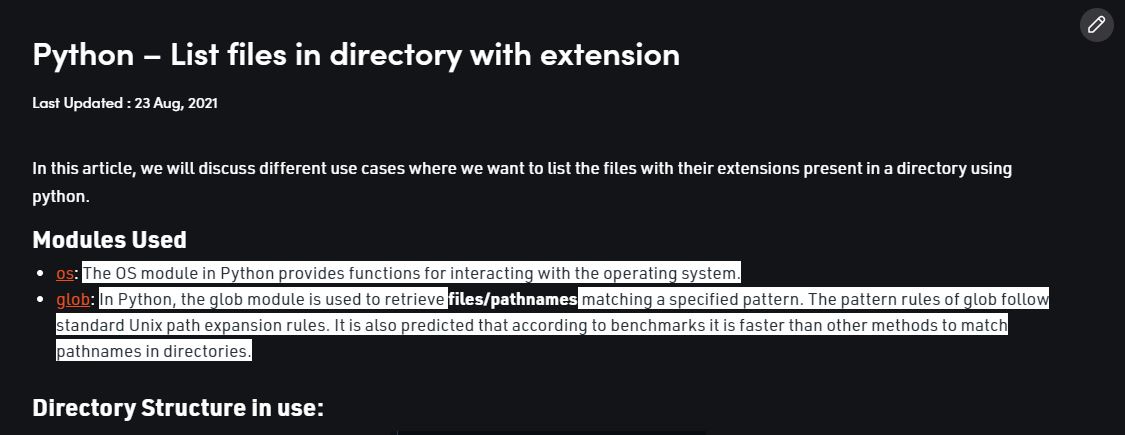 Python – List files in directory with extension
Last Updated : 23 Aug, 2021
In this article, we will discuss different use cases where we want to list the files with their extensions present in a directory using
python.
Modules Used
os: The OS module in Python provides functions for interacting with the operating system.
glob: In Python, the glob module is used to retrieve files/pathnames matching a specified pattern. The pattern rules of glob follow
standard Unix path expansion rules. It is also predicted that according to benchmarks it is faster than other methods to match
pathnames in directories.
Directory Structure in use: